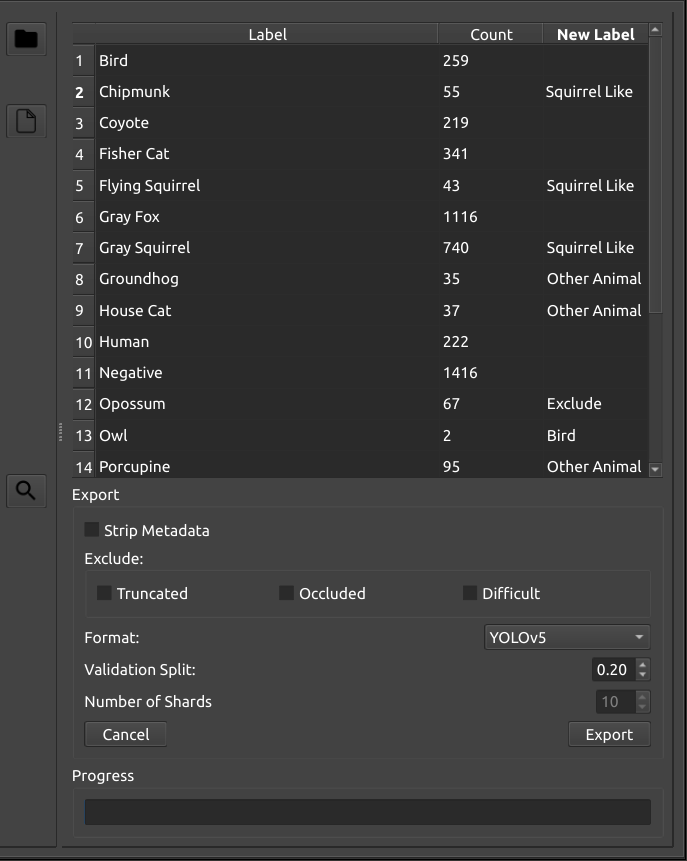 Label Count New Label
1 Bird 259
2 Chipmunk 55 Squirrel Like
3 Coyote 219
4 Fisher Cat 341
5 Flying Squirrel 43 Squirrel Like
6 Gray Fox 1116
7 Gray Squirrel 740 Squirrel Like
8 Groundhog 35 Other Animal
9 House Cat 37 Other Animal
10 Human 222
11 Negative 1416
12 Opossum 67 Exclude
13 Owl 2 Bird
14 Porcupine 95 Other Animal
Export
Strip Metadata
Exclude:
Truncated Occluded Difficult
Format: YOLOv5
Validation Split: 0.20
Number of Shards 10
Cancel Export
Progress